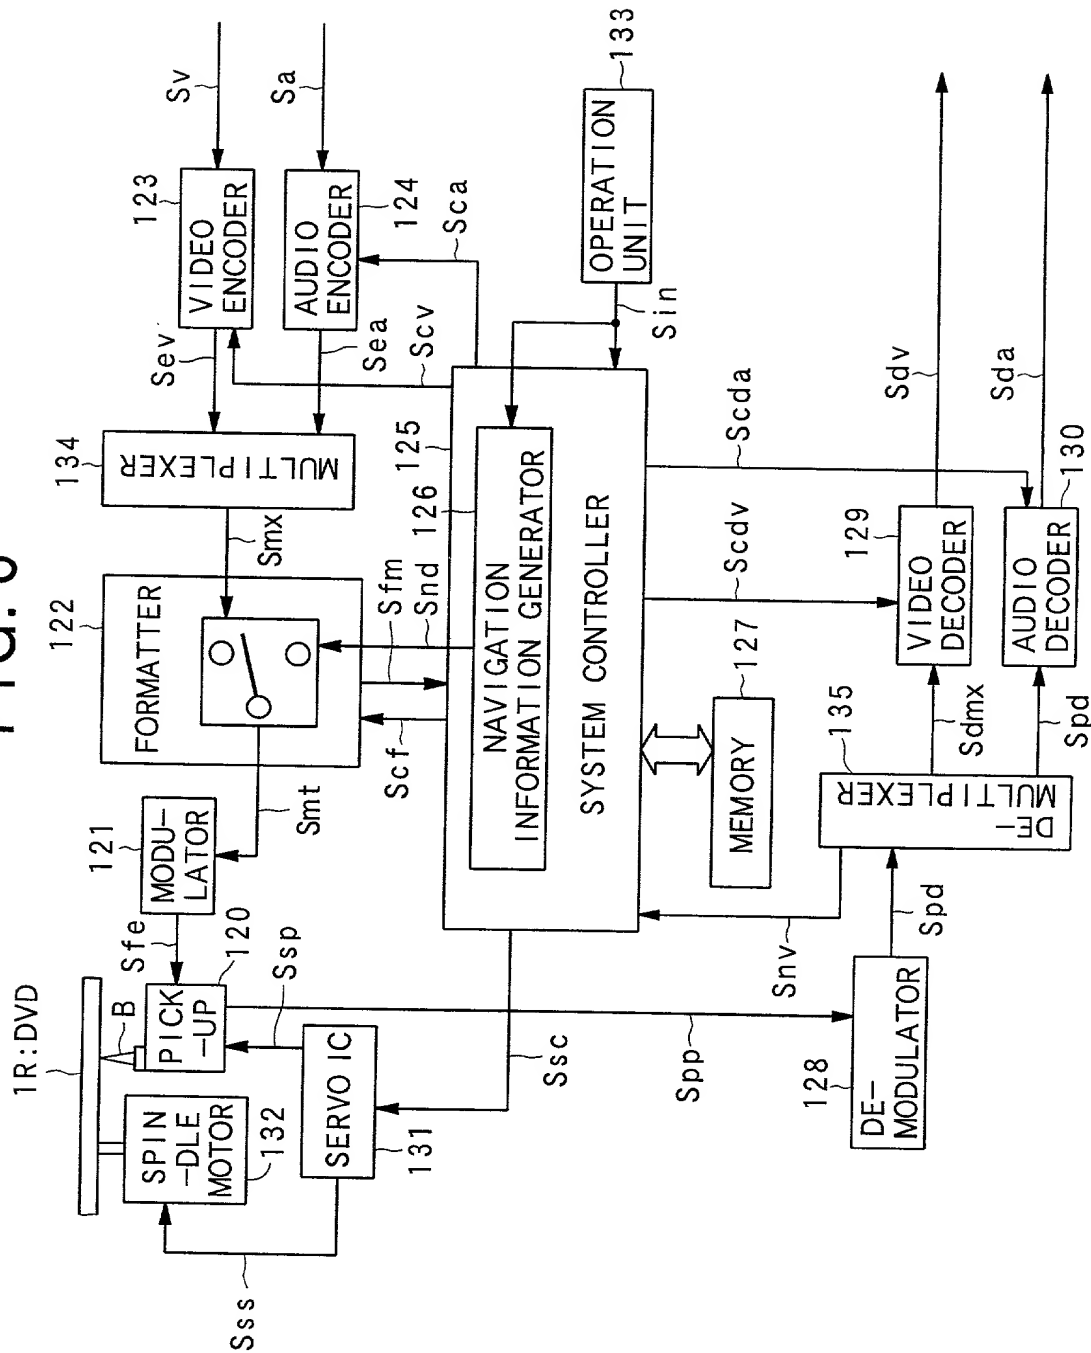 1R:DVD
B
SPIN
-DLE
MOTOR
132
Sss
PICK
-UP
120
Sfe
MODU-
LATOR
121
Ssp
SERVO IC
131
Ssc
Spp
FORMATTER
122
Smt
Smx
MULTIPLEXER
134
Sev
Sea
VIDEO
ENCODER
123
Sv
AUDIO
ENCODER
124
Sa
Scf
Sfm
Snd
Scv
Sca
NAVIGATION
INFORMATION GENERATOR
126
SYSTEM CONTROLLER
125
OPERATION
UNIT
133
Sin
MEMORY
127
Scdv
Scda
Snv
DE-
MODULATOR
128
Spd
DE-
MULTIPLEXER
135
Sdmx
Spd
VIDEO
DECODER
129
AUDIO
DECODER
130
Sdv
Sda